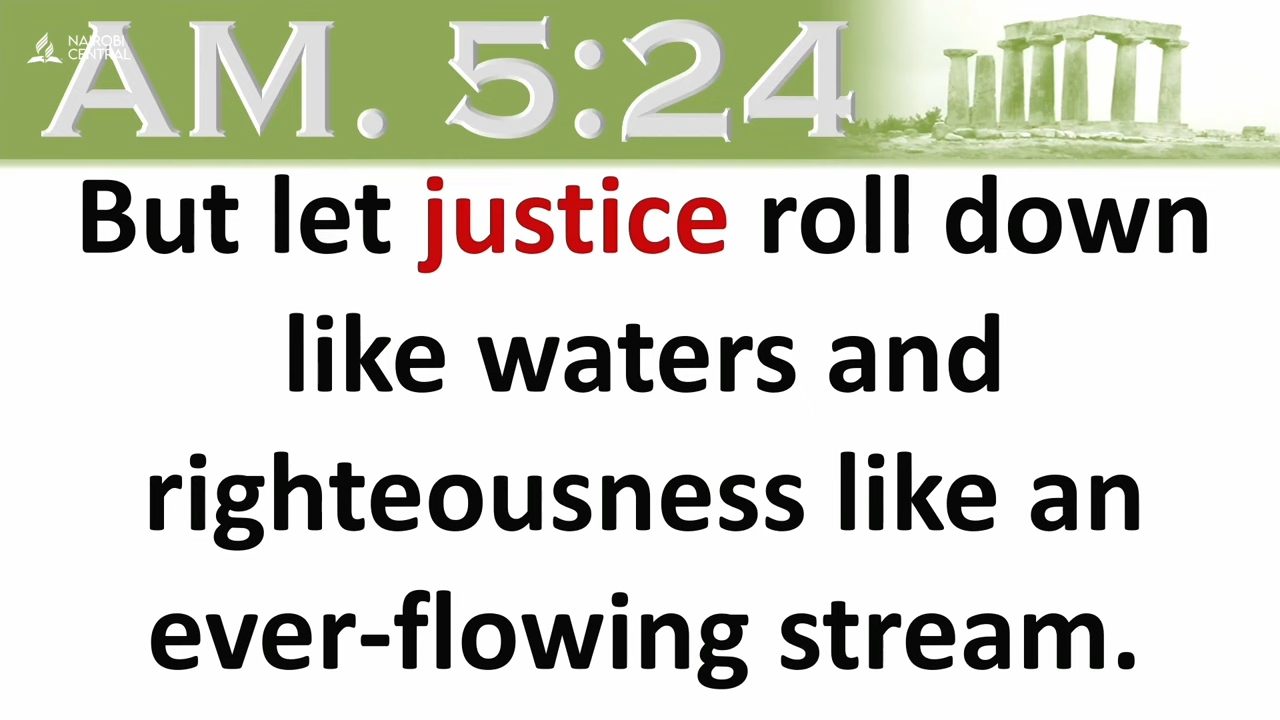 NAIROBI
CENTRAL
AM. 5:24
But let justice roll down
like waters and
righteousness like an
ever-flowing stream.